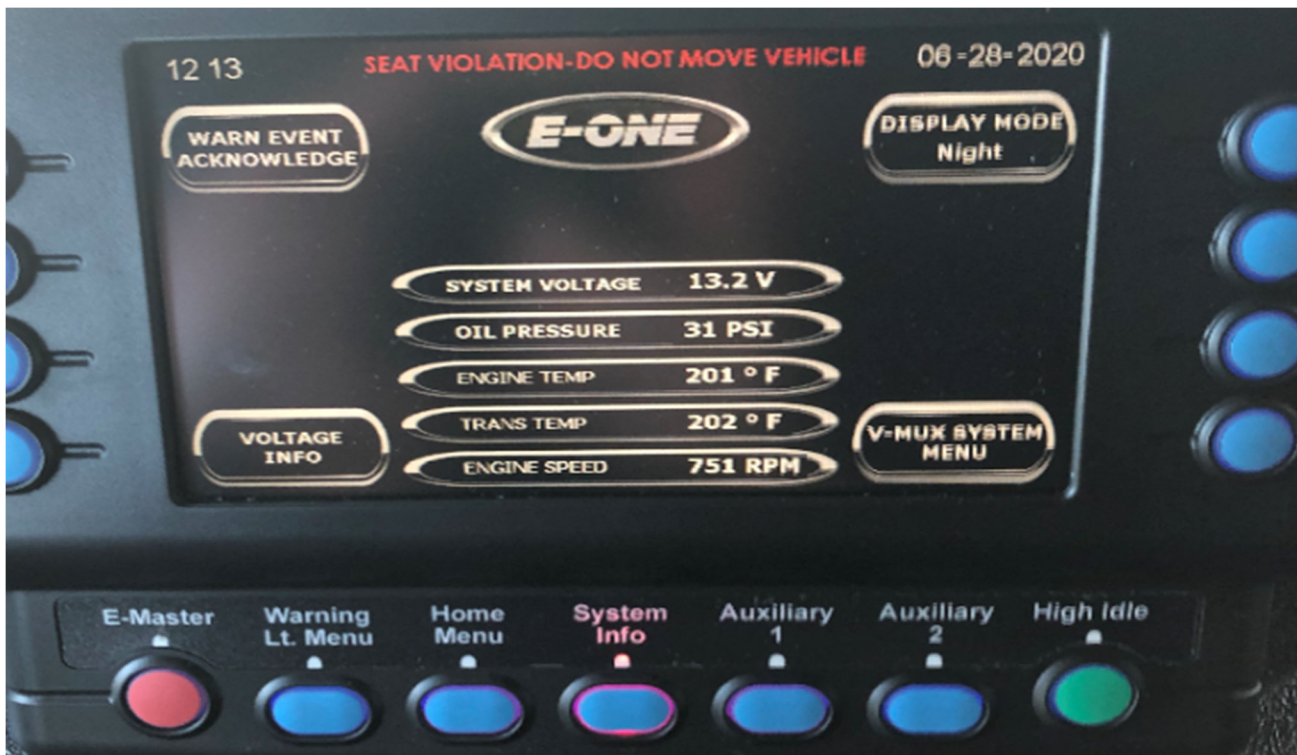 12 13
SEAT VIOLATION-DO NOT MOVE VEHICLE
06-28-2020
WARN EVENT
ACKNOWLEDGE
E-ONE
DISPLAY MODE
Night
SYSTEM VOLTAGE 13.2 V
OIL PRESSURE 31 PSI
ENGINE TEMP 201 ° F
TRANS TEMP 202 ° F
ENGINE SPEED 751 RPM
VOLTAGE
INFO
V-MUX SYSTEM
MENU
E-Master
Warning
Lt. Menu
Home
Menu
System
Info
Auxiliary
1
Auxiliary
2
High Idle